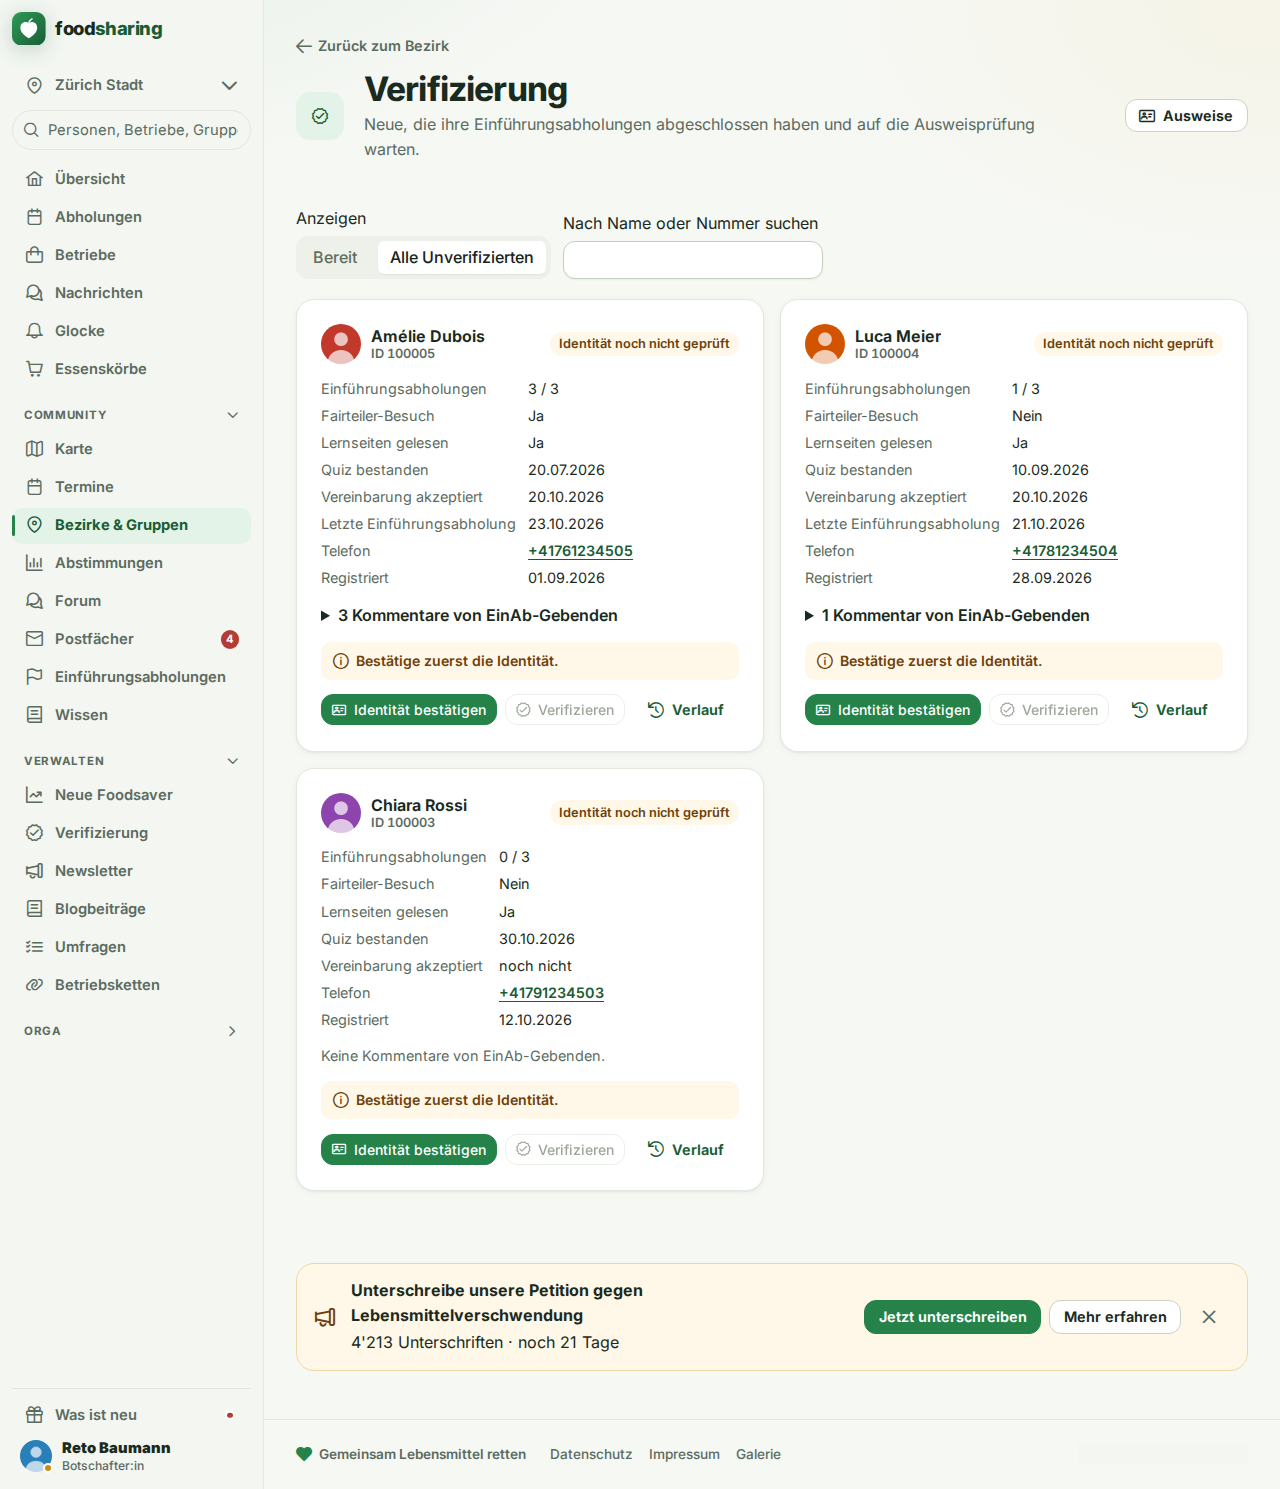 foodsharing
Zürich Stadt
Personen, Betriebe, Grupp
Übersicht
Abholungen
Betriebe
Nachrichten
Glocke
Essenskörbe
COMMUNITY
Karte
Termine
Bezirke & Gruppen
Abstimmungen
Forum
Postfächer 4
Einführungsabholungen
Wissen
VERWALTEN
Neue Foodsaver
Verifizierung
Newsletter
Blogbeiträge
Umfragen
Betriebsketten
ORGA
Was ist neu
Reto Baumann
Botschafter:in
Zurück zum Bezirk
Verifizierung
Neue, die ihre Einführungsabholungen abgeschlossen haben und auf die Ausweisprüfung
warten.
Ausweise
Anzeigen
Bereit Alle Unverifizierten
Nach Name oder Nummer suchen
Amélie Dubois
ID 100005
Identität noch nicht geprüft
Einführungsabholungen 3 / 3
Fairteiler-Besuch Ja
Lernseiten gelesen Ja
Quiz bestanden 20.07.2026
Vereinbarung akzeptiert 20.10.2026
Letzte Einführungsabholung 23.10.2026
Telefon +41761234505
Registriert 01.09.2026
3 Kommentare von EinAb-Gebenden
Bestätige zuerst die Identität.
Identität bestätigen Verifizieren Verlauf
Luca Meier
ID 100004
Identität noch nicht geprüft
Einführungsabholungen 1 / 3
Fairteiler-Besuch Nein
Lernseiten gelesen Ja
Quiz bestanden 10.09.2026
Vereinbarung akzeptiert 20.10.2026
Letzte Einführungsabholung 21.10.2026
Telefon +41781234504
Registriert 28.09.2026
1 Kommentar von EinAb-Gebenden
Bestätige zuerst die Identität.
Identität bestätigen Verifizieren Verlauf
Chiara Rossi
ID 100003
Identität noch nicht geprüft
Einführungsabholungen 0 / 3
Fairteiler-Besuch Nein
Lernseiten gelesen Ja
Quiz bestanden 30.10.2026
Vereinbarung akzeptiert noch nicht
Telefon +41791234503
Registriert 12.10.2026
Keine Kommentare von EinAb-Gebenden.
Bestätige zuerst die Identität.
Identität bestätigen Verifizieren Verlauf
Unterschreibe unsere Petition gegen
Lebensmittelverschwendung
4'213 Unterschriften · noch 21 Tage
Jetzt unterschreiben Mehr erfahren
Gemeinsam Lebensmittel retten Datenschutz Impressum Galerie